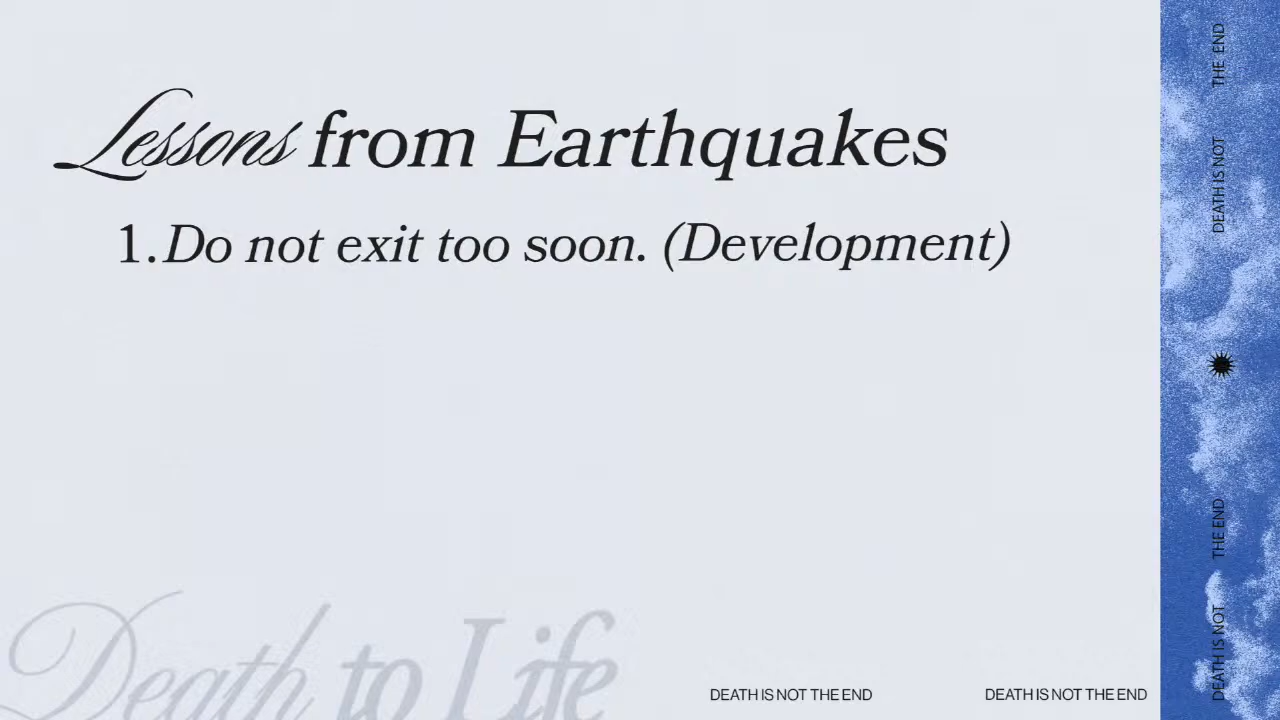 Lessons from Earthquakes
1. Do not exit too soon. (Development)
Death to Life
DEATH IS NOT THE END
DEATH IS NOT THE END
DEATH IS NOT THE END
DEATH IS NOT THE END